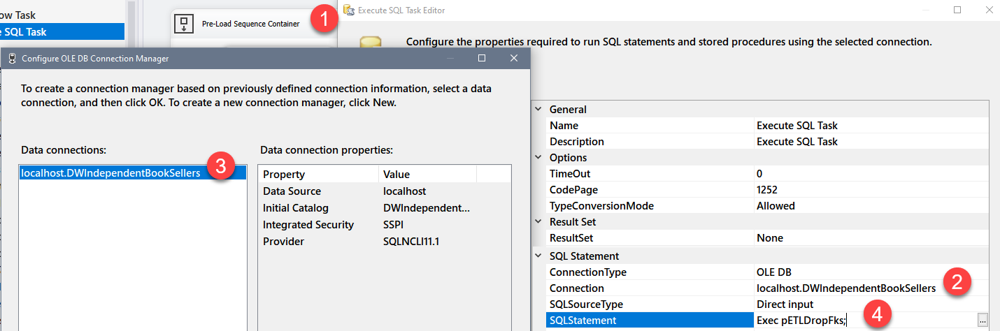 ow Task
e SQL Task
Pre-Load Sequence Container
1
Execute SQL Task Editor
Configure the properties required to run SQL statements and stored procedures using the selected connection.
Configure OLE DB Connection Manager
To create a connection manager based on previously defined connection information, select a data
connection, and then click OK. To create a new connection manager, click New.
Data connections:
localhost.DWIndependentBookSellers
3
Data connection properties:
Property Value
Data Source localhost
Initial Catalog DWIndependent...
Integrated Security SSPI
Provider SQLNCLI11.1
General
Name Execute SQL Task
Description Execute SQL Task
Options
TimeOut 0
CodePage 1252
TypeConversionMode Allowed
Result Set
ResultSet None
SQL Statement
ConnectionType OLE DB
Connection localhost.DWIndependentBookSellers
2
SQLSourceType Direct input
SQLStatement Exec pETLDropFks;
4
...